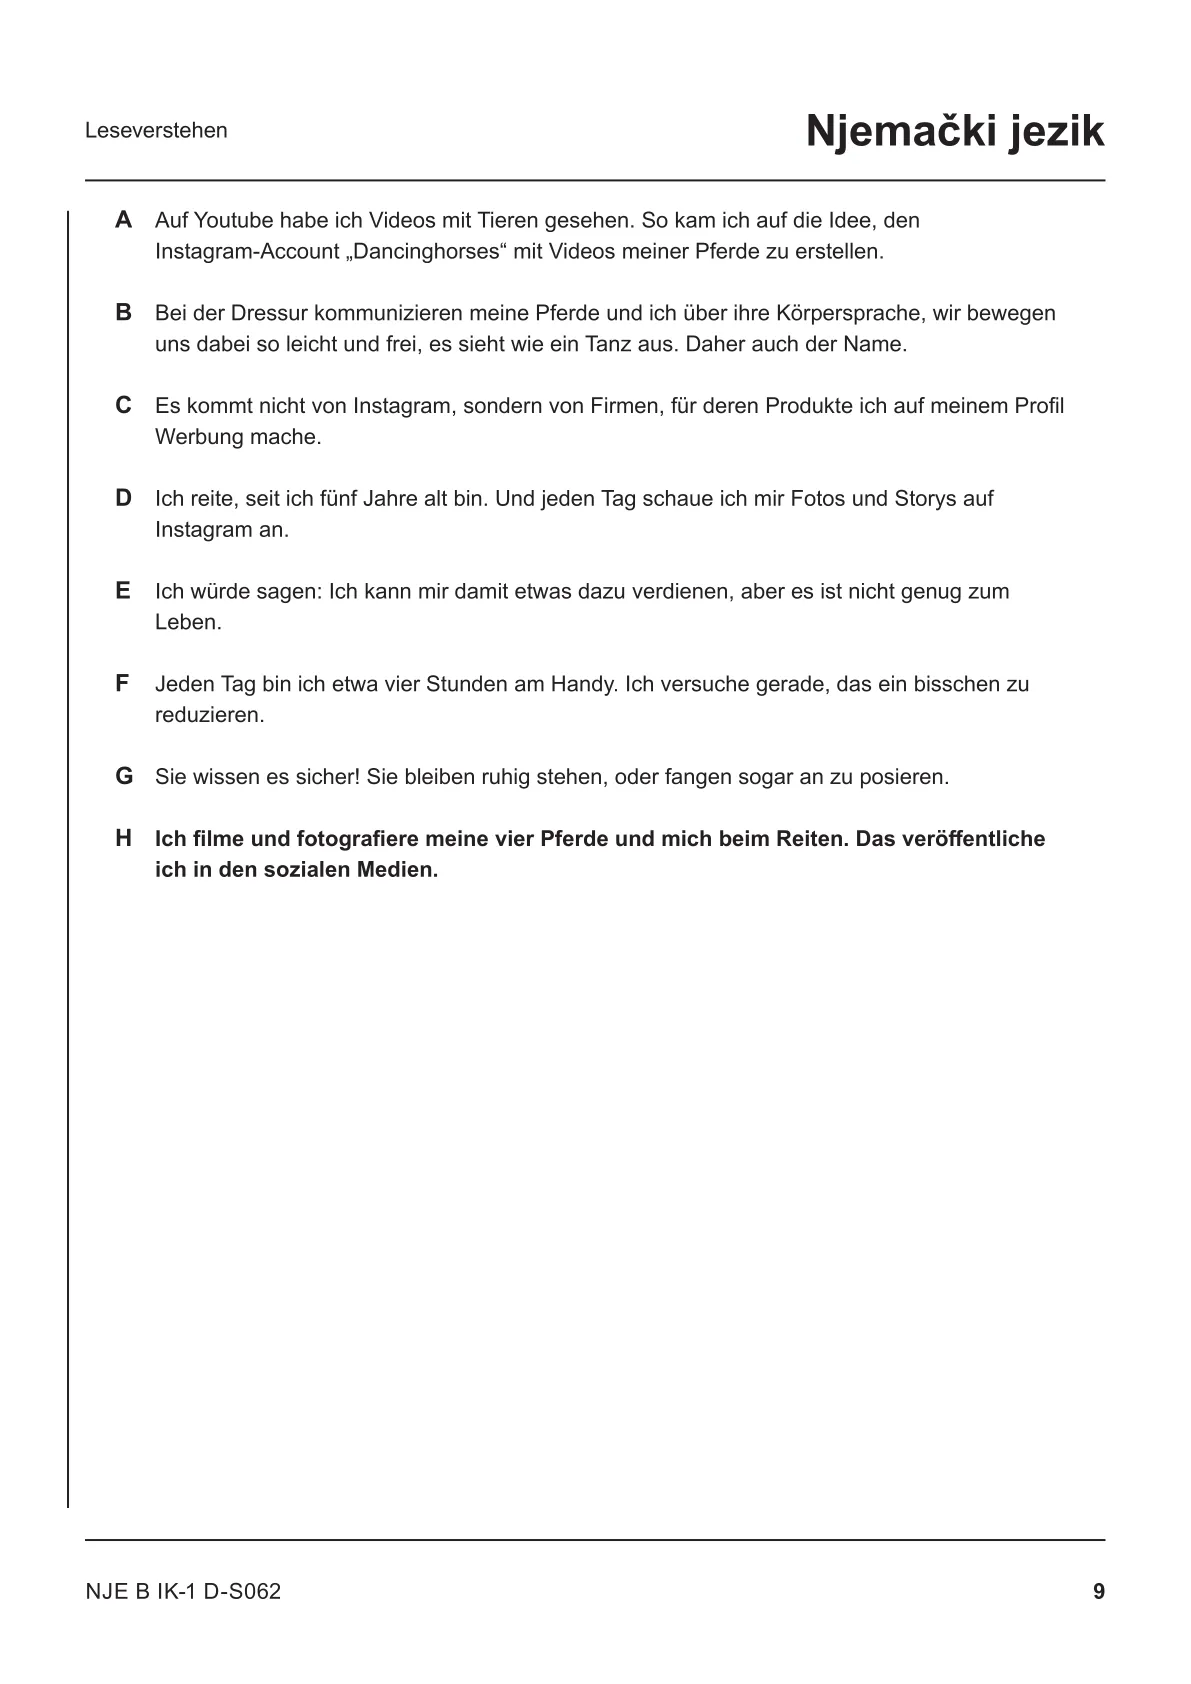 Leseverstehen
Njemački jezik
A Auf Youtube habe ich Videos mit Tieren gesehen. So kam ich auf die Idee, den
Instagram-Account „Dancinghorses“ mit Videos meiner Pferde zu erstellen.
B Bei der Dressur kommunizieren meine Pferde und ich über ihre Körpersprache, wir bewegen
uns dabei so leicht und frei, es sieht wie ein Tanz aus. Daher auch der Name.
C Es kommt nicht von Instagram, sondern von Firmen, für deren Produkte ich auf meinem Profil
Werbung mache.
D Ich reite, seit ich fünf Jahre alt bin. Und jeden Tag schaue ich mir Fotos und Storys auf
Instagram an.
E Ich würde sagen: Ich kann mir damit etwas dazu verdienen, aber es ist nicht genug zum
Leben.
F Jeden Tag bin ich etwa vier Stunden am Handy. Ich versuche gerade, das ein bisschen zu
reduzieren.
G Sie wissen es sicher! Sie bleiben ruhig stehen, oder fangen sogar an zu posieren.
H Ich filme und fotografiere meine vier Pferde und mich beim Reiten. Das veröffentliche
ich in den sozialen Medien.
NJE B IK-1 D-S062
9